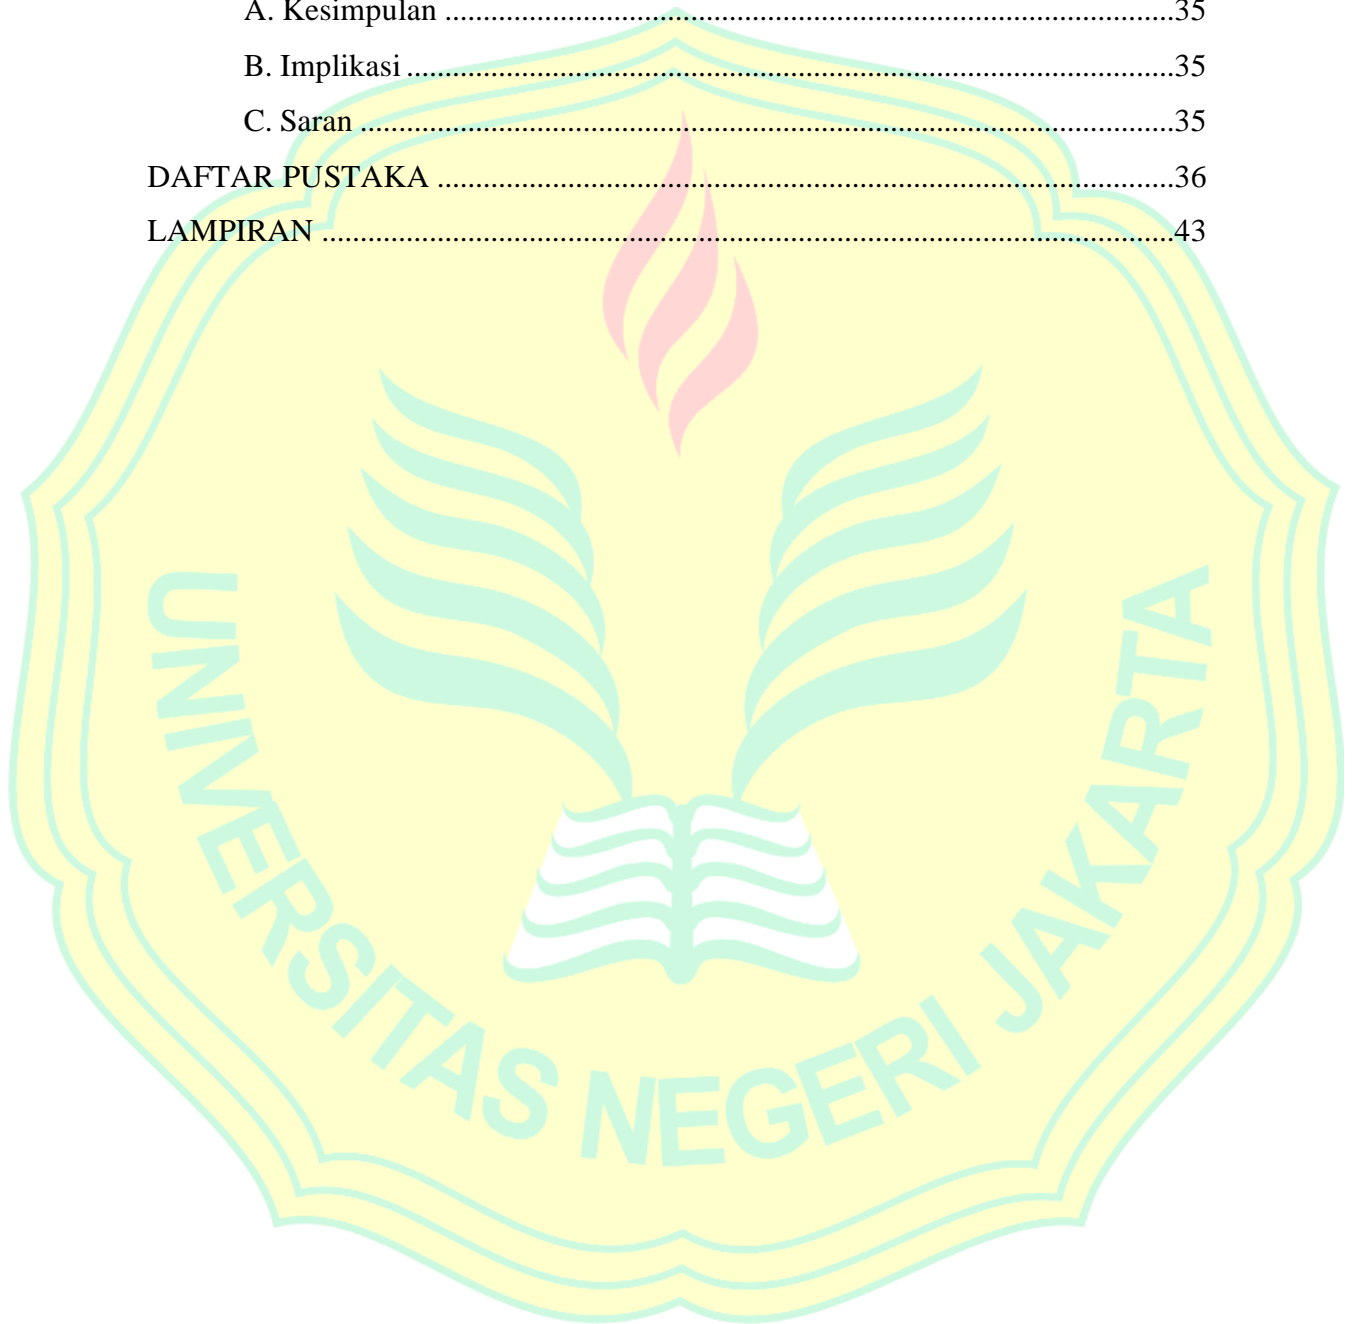 A. Kesimpulan ............................................................................................35
B. Implikasi .................................................................................................35
C. Saran .......................................................................................................35
DAFTAR PUSTAKA .............................................................................................36
LAMPIRAN ...........................................................................................................43
UNIVERSITAS NEGERI JAKARTA